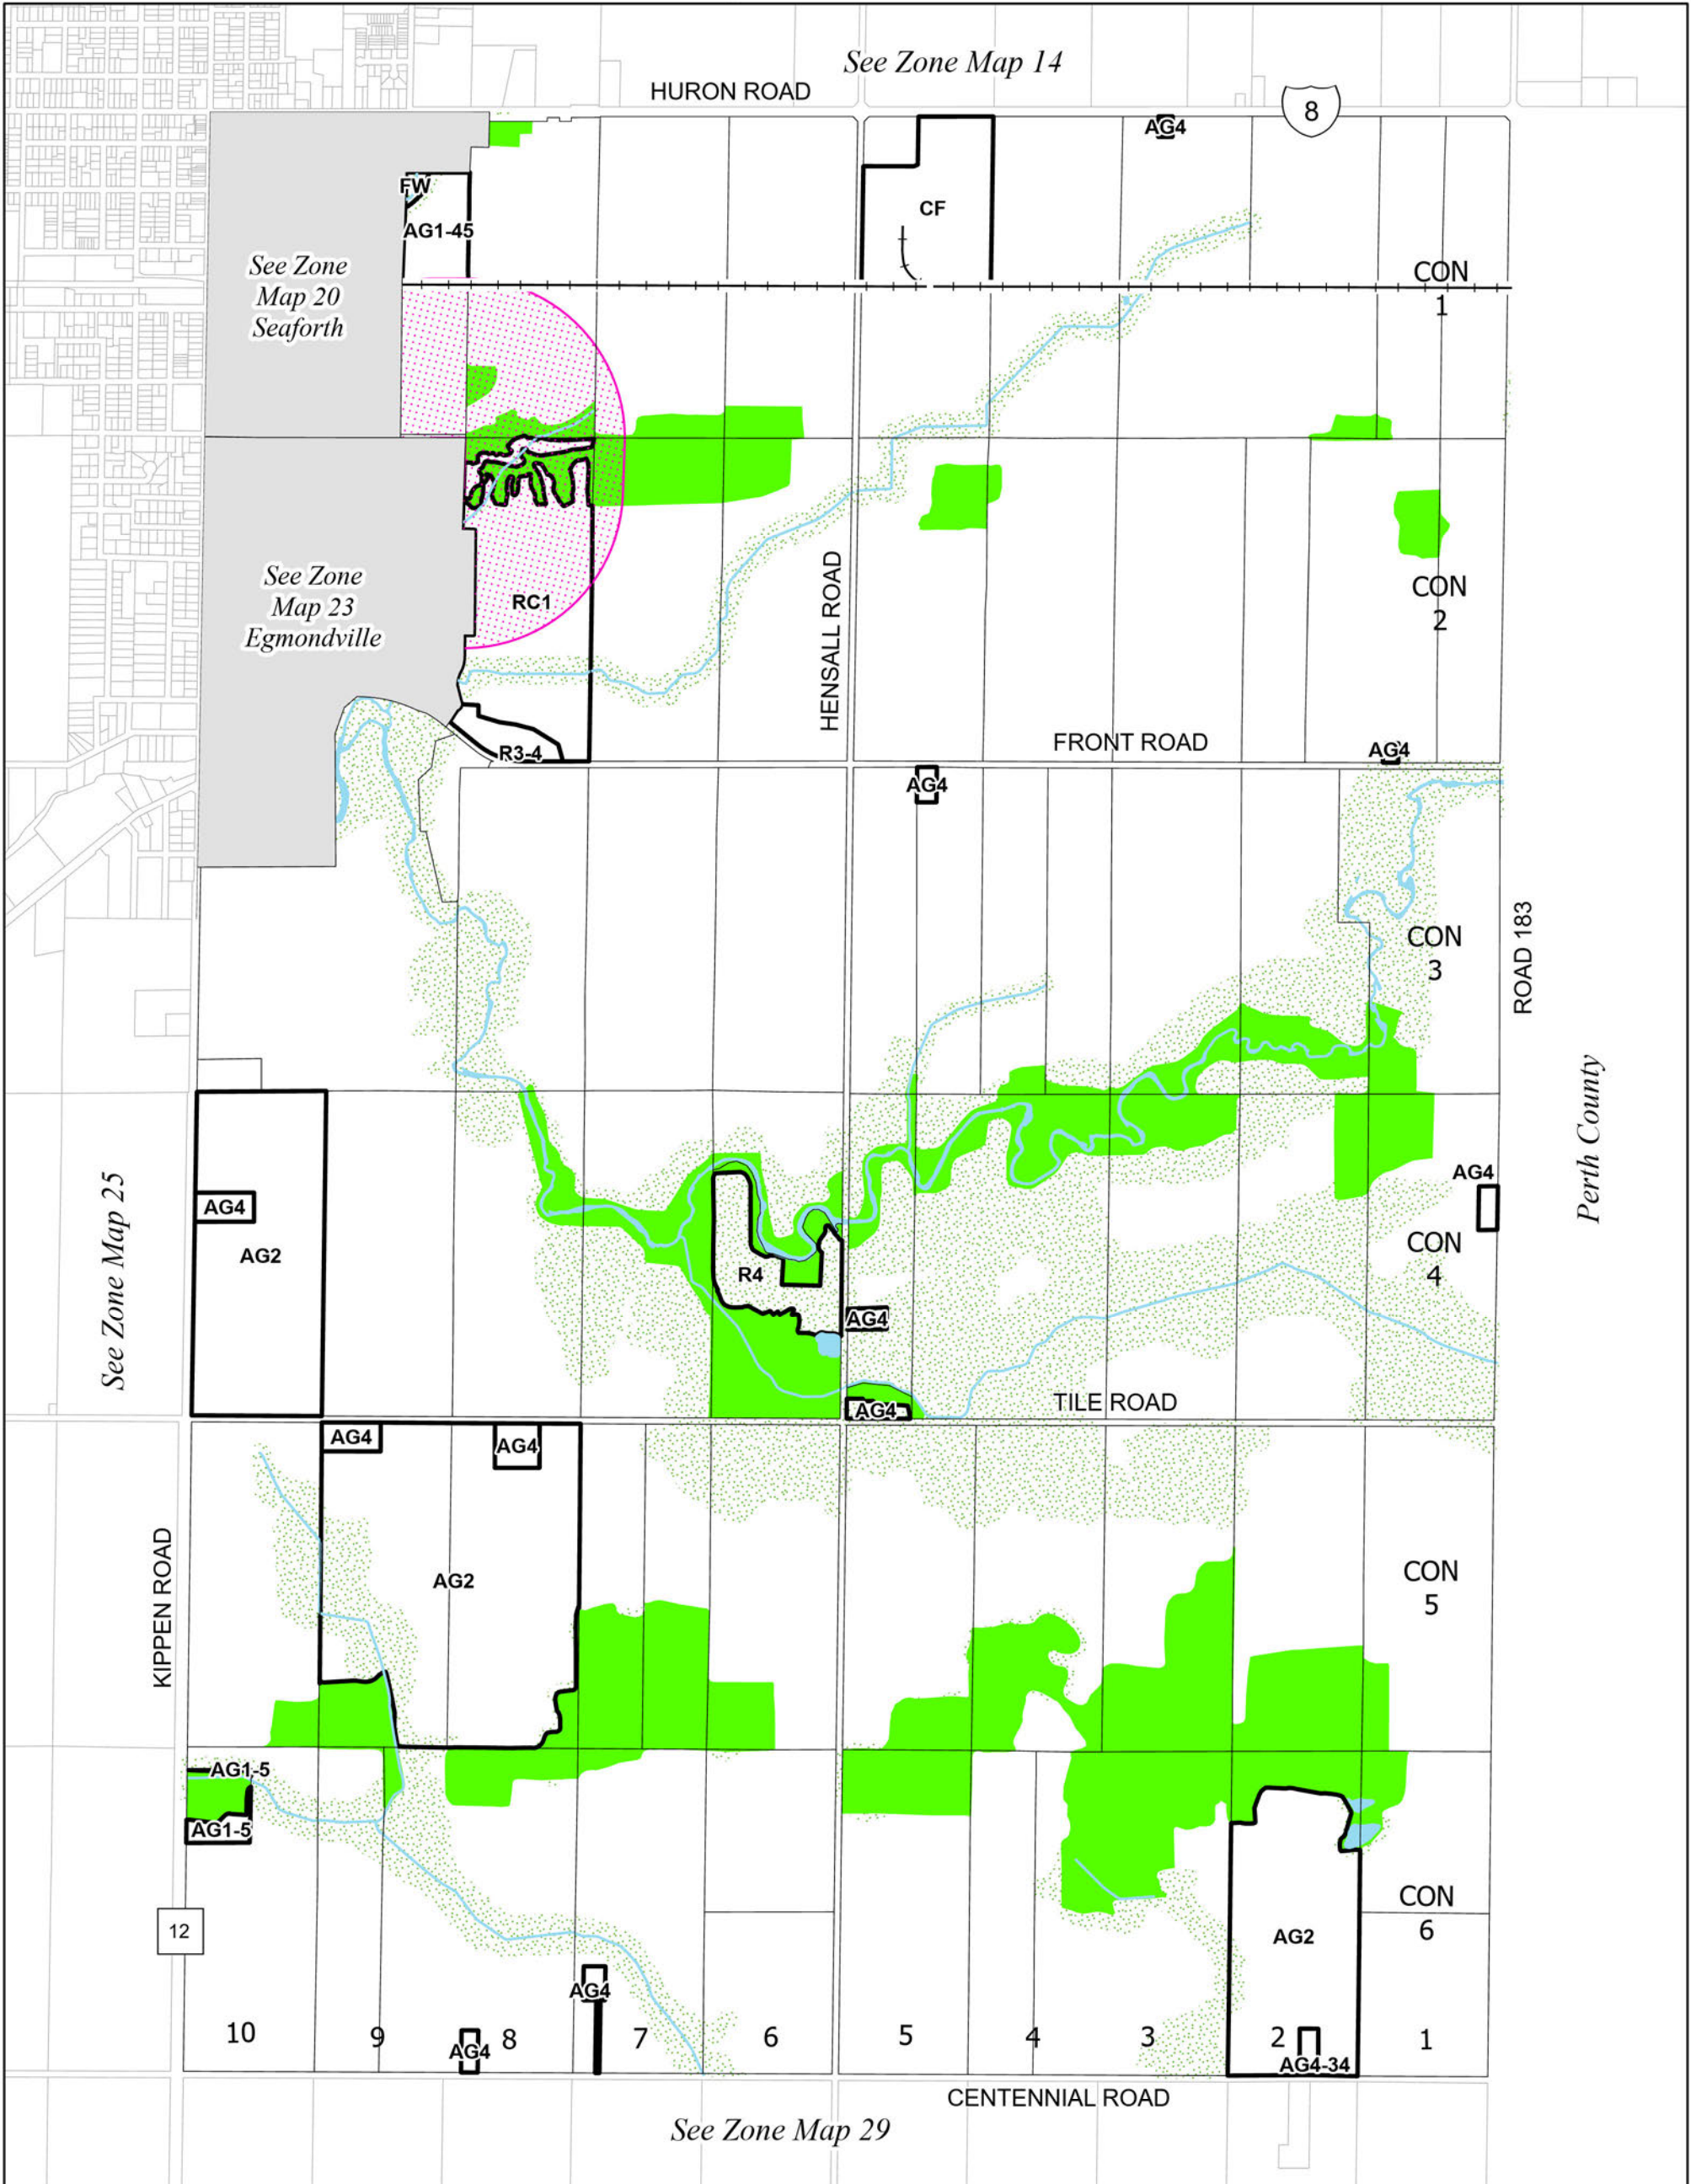 See Zone Map 14
HURON ROAD
8
AG4
FW
AG1-45
CF
See Zone
Map 20
Seaforth
CON
1
See Zone
Map 23
Egmondville
RC1
HENSALL ROAD
CON
2
R3-4
FRONT ROAD
AG4
AG4
CON
3
ROAD 183
Perth County
See Zone Map 25
AG4
AG2
AG4
CON
4
R4
AG4
AG4
TILE ROAD
AG4
AG4
KIPPEN ROAD
AG2
CON
5
AG1-5
AG1-5
12
CON
6
AG2
AG4
AG4
10
9
8
7
6
5
4
3
2
1
AG4-34
CENTENNIAL ROAD
See Zone Map 29